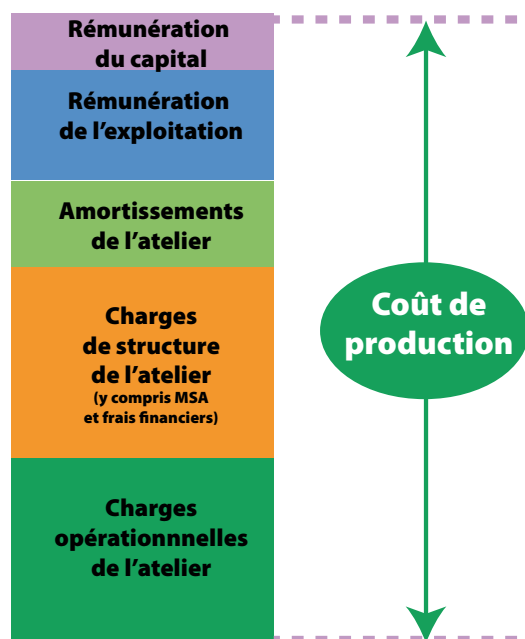 Rémunération
du capital
Rémunération
de l’exploitation
Amortissements
de l’atelier
Charges
de structure
de l’atelier
(y compris MSA
et frais financiers)
Charges
opérationnnelles
de l’atelier
Coût de
production